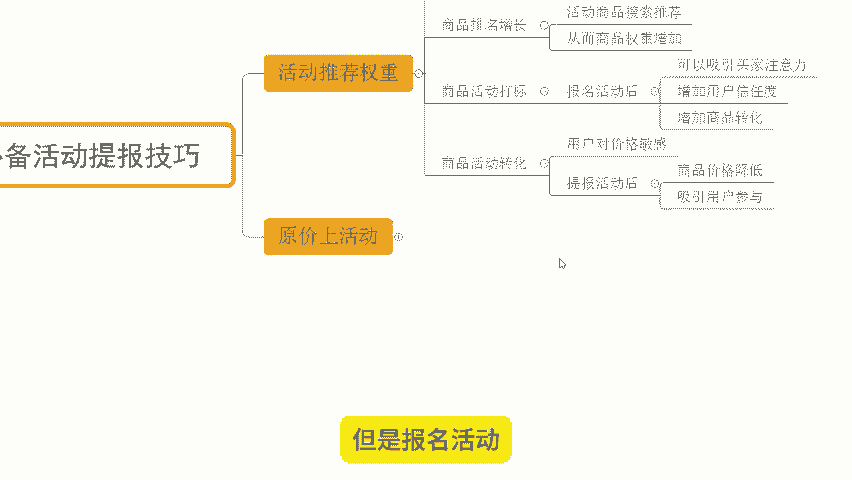 备活动提报技巧
活动推荐权重
商品排名增长
活动商品搜索推荐
从而商品权重增加
商品活动打标
报名活动后
可以吸引买家注意力
增加用户信任度
增加商品转化
商品活动转化
用户对价格敏感
提报活动后
商品价格降低
吸引用户参与
原价上活动
但是报名活动